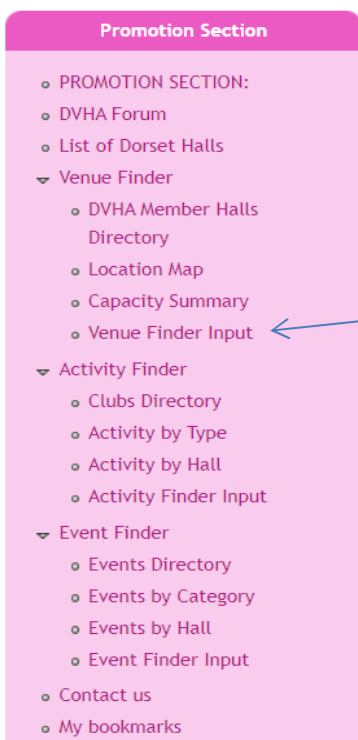 Promotion Section
PROMOTION SECTION:
DVHA Forum
List of Dorset Halls
Venue Finder
DVHA Member Halls
Directory
Location Map
Capacity Summary
Venue Finder Input
Activity Finder
Clubs Directory
Activity by Type
Activity by Hall
Activity Finder Input
Event Finder
Events Directory
Events by Category
Events by Hall
Event Finder Input
Contact us
My bookmarks